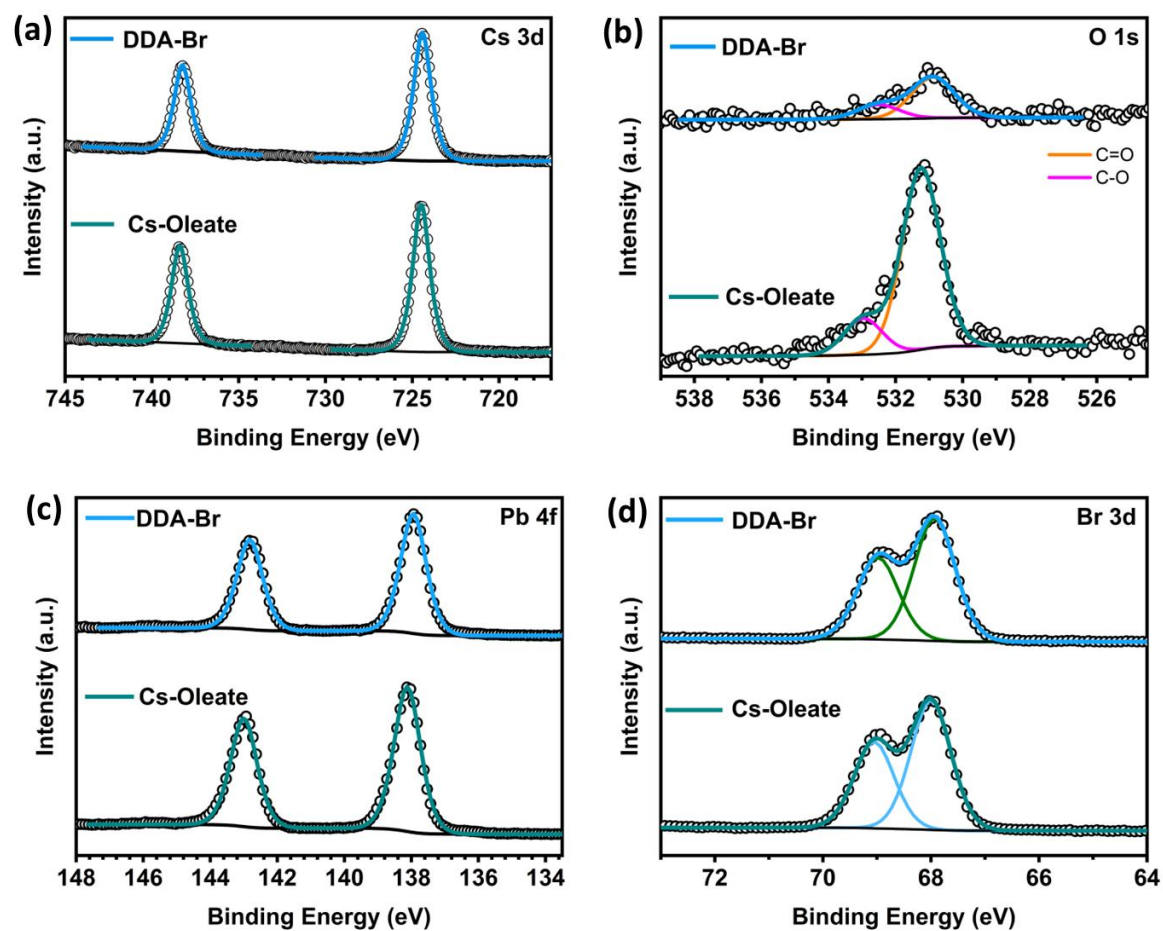 (a)
DDA-Br
Cs 3d
Cs-Oleate
Intensity (a.u.)
745 740 735 730 725 720
Binding Energy (eV)
(b)
DDA-Br
O 1s
C=O
C-O
Cs-Oleate
Intensity (a.u.)
538 536 534 532 530 528 526
Binding Energy (eV)
(c)
DDA-Br
Pb 4f
Cs-Oleate
Intensity (a.u.)
148 146 144 142 140 138 136 134
Binding Energy (eV)
(d)
DDA-Br
Br 3d
Cs-Oleate
Intensity (a.u.)
72 70 68 66 64
Binding Energy (eV)